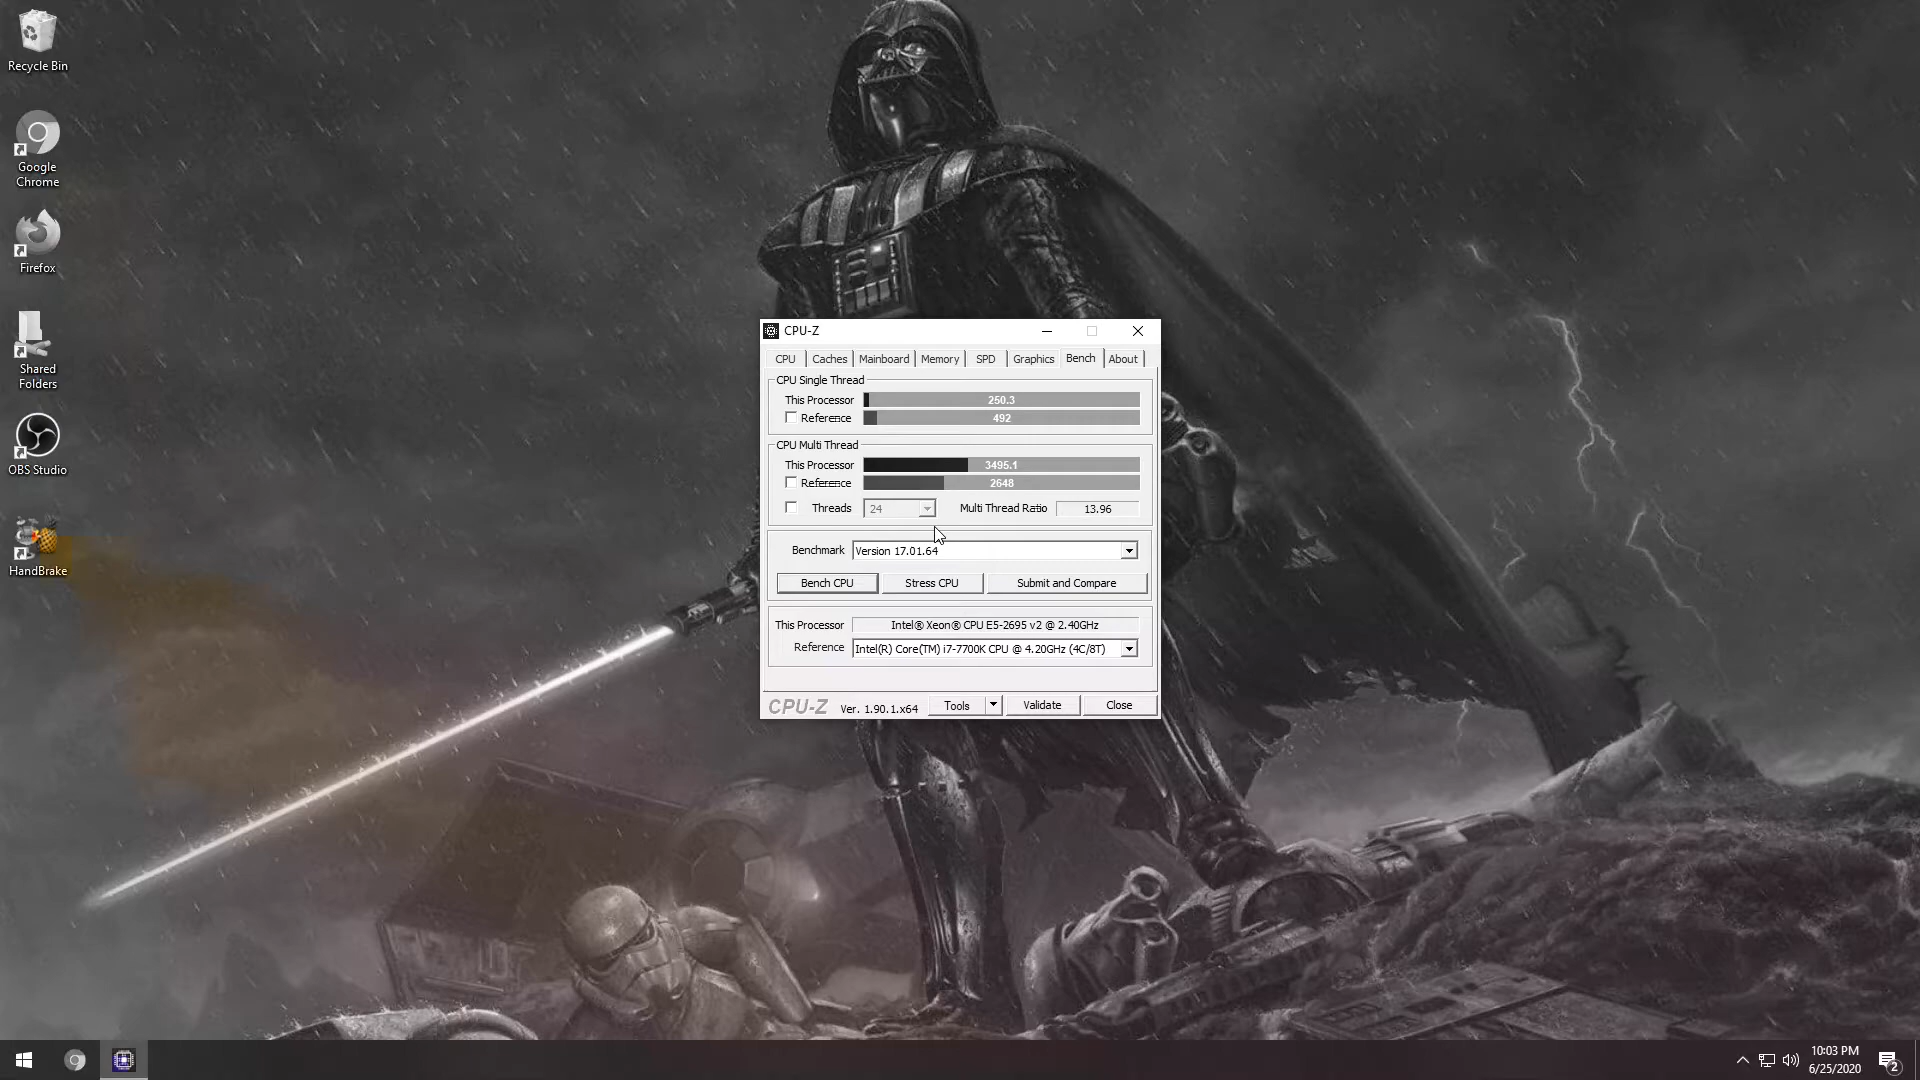 Recycle Bin
Google
Chrome
Firefox
Shared
Folders
OBS Studio
HandBrake
CPU-Z
CPU Caches Mainboard Memory SPD Graphics Bench About
CPU Single Thread
This Processor 250.3
Reference 492
CPU Multi Thread
This Processor 3495.1
Reference 2648
Threads 24 Multi Thread Ratio 13.96
Benchmark Version 17.01.64
Bench CPU Stress CPU Submit and Compare
This Processor Intel® Xeon® CPU E5-2695 v2 @ 2.40GHz
Reference Intel(R) Core(TM) i7-7700K CPU @ 4.20GHz (4C/8T)
CPU-Z Ver. 1.90.1.x64 Tools Validate Close
10:03 PM
6/25/2020
2